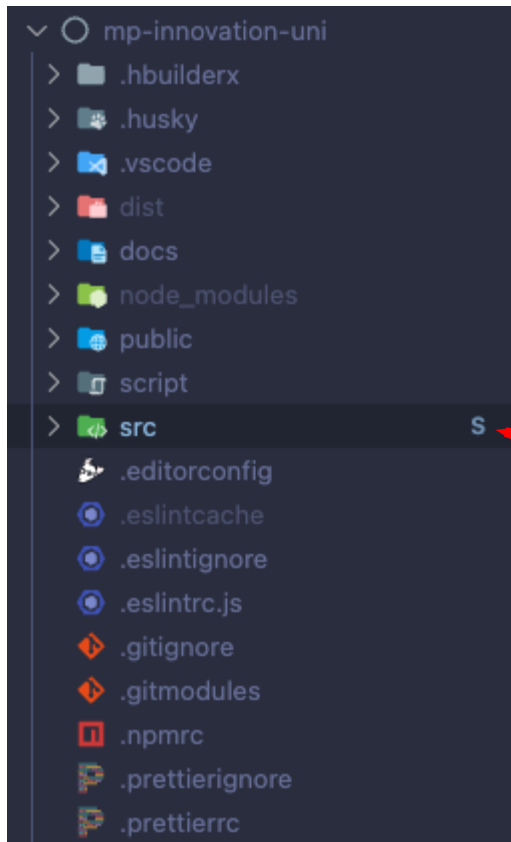 mp-innovation-uni
.hbuilderx
.husky
.vscode
dist
docs
node_modules
public
script
src S
.editorconfig
.eslintcache
.eslintignore
.eslintrc.js
.gitignore
.gitmodules
.npmrc
.prettierignore
.prettierrc